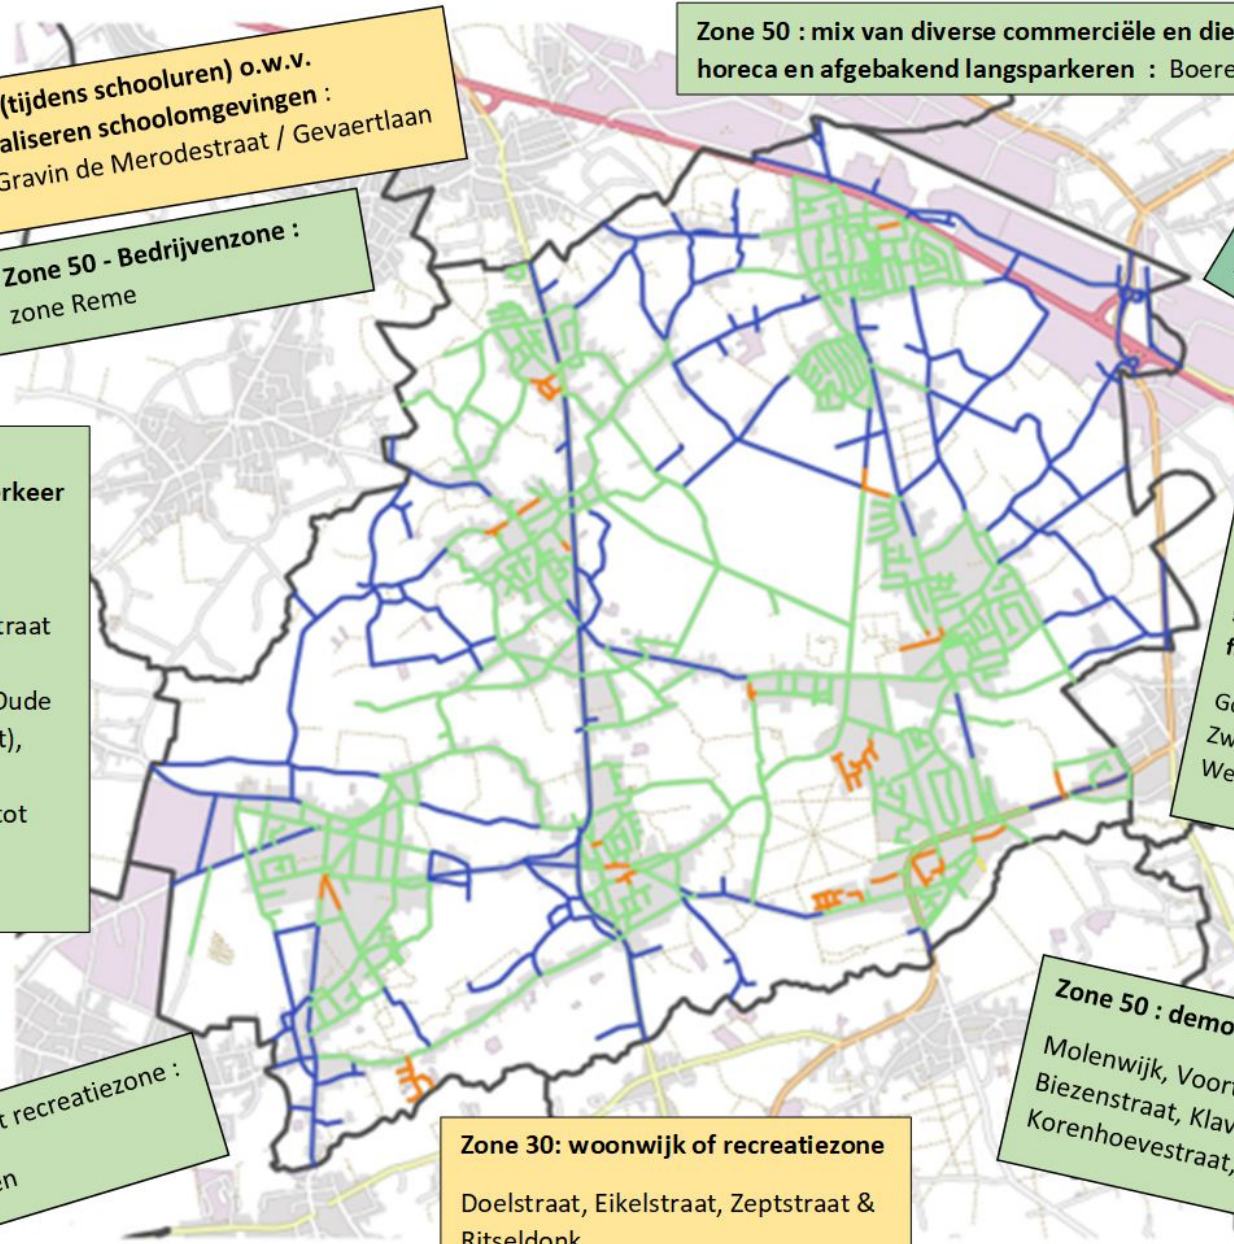 Zone 50 : mix van diverse commerciële en die
horeca en afgebakend langsparkeren : Boere
(tijdens schooluren) o.w.v.
aliseren schoolomgevingen :
Gravin de Merodestraat / Gevaertlaan
Zone 50 - Bedrijvenzone :
zone Reme
rkeer
traat
Oude
t),
tot
f
Go
Zw
We
Zone 50 : demo
Molenwijk, Voort
Biezenstraat, Klav
Korenhoevestraat,
t recreatiezone :
en
Zone 30: woonwijk of recreatiezone
Doelstraat, Eikelstraat, Zeptstraat &
Ritseldonk